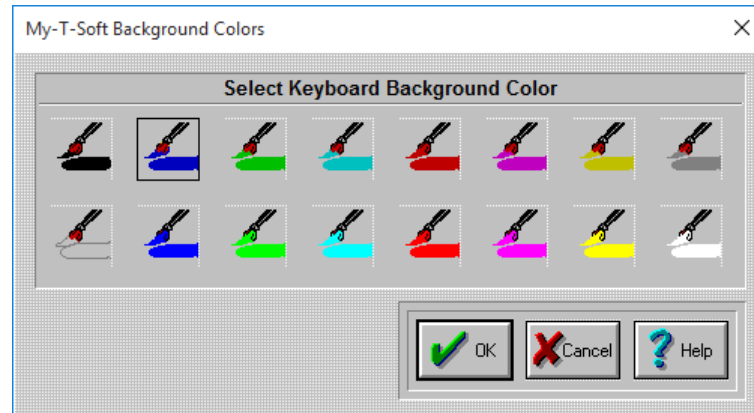 My-T-Soft Background Colors
Select Keyboard Background Color
OK
Cancel
Help